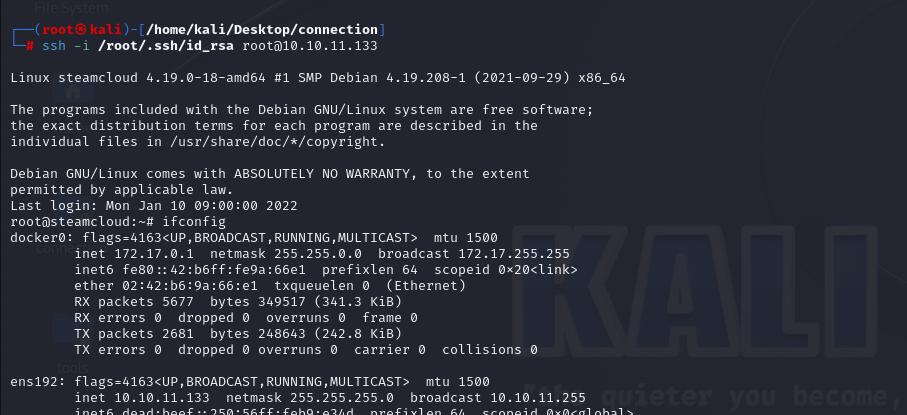 File System
┌──(root㉿kali)-[/home/kali/Desktop/connection]
└─# ssh -i /root/.ssh/id_rsa root@10.10.11.133
Linux steamcloud 4.19.0-18-amd64 #1 SMP Debian 4.19.208-1 (2021-09-29) x86_64
The programs included with the Debian GNU/Linux system are free software;
the exact distribution terms for each program are described in the
individual files in /usr/share/doc/*/copyright.
Debian GNU/Linux comes with ABSOLUTELY NO WARRANTY, to the extent
permitted by applicable law.
Last login: Mon Jan 10 09:00:00 2022
root@steamcloud:~# ifconfig
docker0: flags=4163<UP,BROADCAST,RUNNING,MULTICAST>  mtu 1500
        inet 172.17.0.1  netmask 255.255.0.0  broadcast 172.17.255.255
        inet6 fe80::42:b6ff:fe9a:66e1  prefixlen 64  scopeid 0x20<link>
        ether 02:42:b6:9a:66:e1  txqueuelen 0  (Ethernet)
        RX packets 5677  bytes 349517 (341.3 KiB)
        RX errors 0  dropped 0  overruns 0  frame 0
        TX packets 2681  bytes 248643 (242.8 KiB)
        TX errors 0  dropped 0 overruns 0  carrier 0  collisions 0
KALI
tools
ens192: flags=4163<UP,BROADCAST,RUNNING,MULTICAST>  mtu 1500
        inet 10.10.11.133  netmask 255.255.255.0  broadcast 10.10.11.255
"the quieter you become,
        inet6 dead:beef::250:56ff:feb9:e34d  prefixlen 64  scopeid 0x0<global>